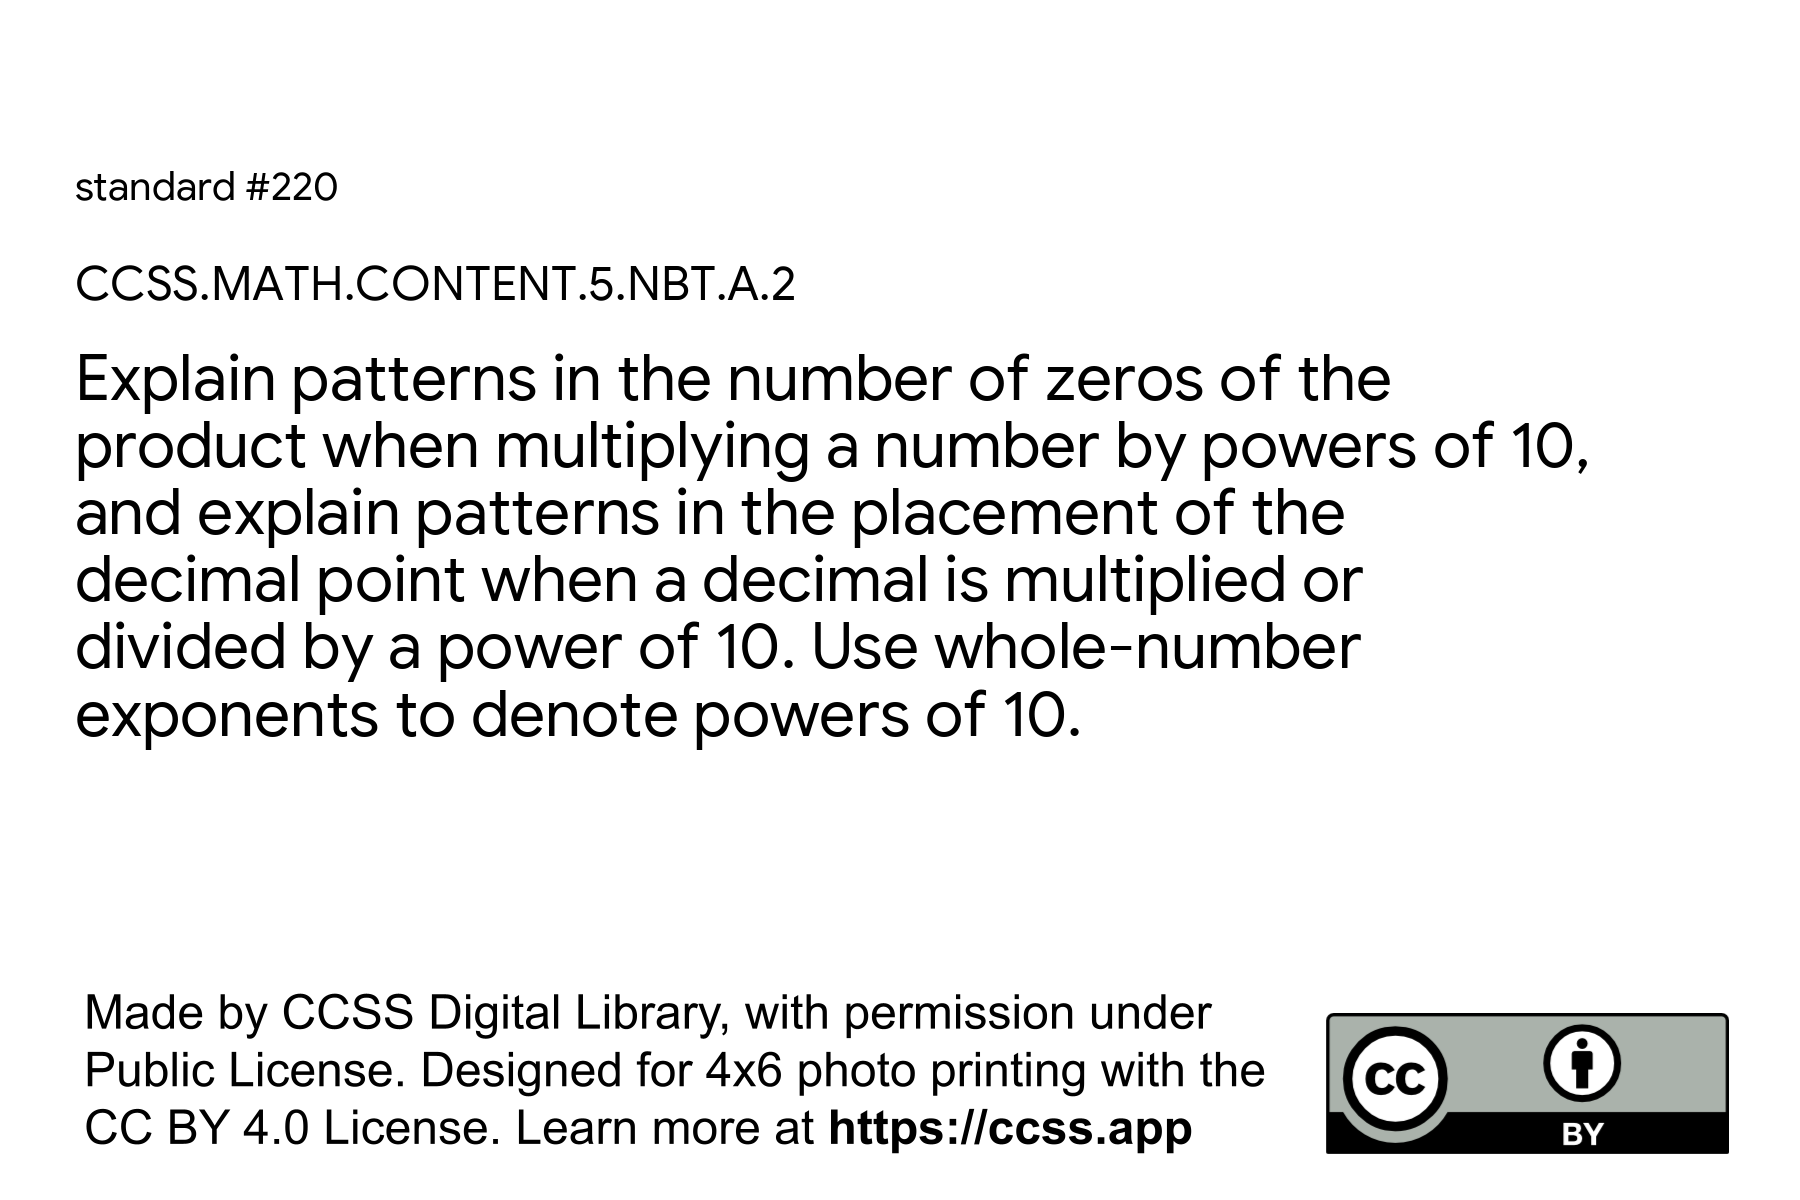 standard #220
CCSS.MATH.CONTENT.5.NBT.A.2
Explain patterns in the number of zeros of the
product when multiplying a number by powers of 10,
and explain patterns in the placement of the
decimal point when a decimal is multiplied or
divided by a power of 10. Use whole-number
exponents to denote powers of 10.
Made by CCSS Digital Library, with permission under
Public License. Designed for 4x6 photo printing with the
CC BY 4.0 License. Learn more at https://ccss.app
CC
BY